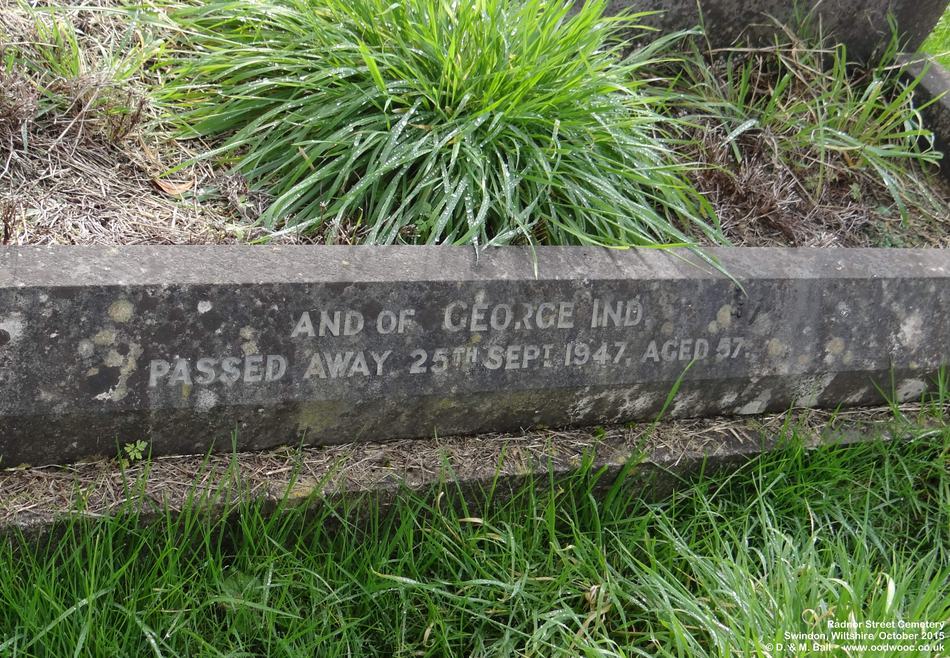 AND OF GEORGE IND.
PASSED AWAY 25TH SEPT. 1947, AGED 57.
Radnor Street Cemetery
Swindon, Wiltshire October 2015
© D. & M. Ball - www.oodwooc.co.uk